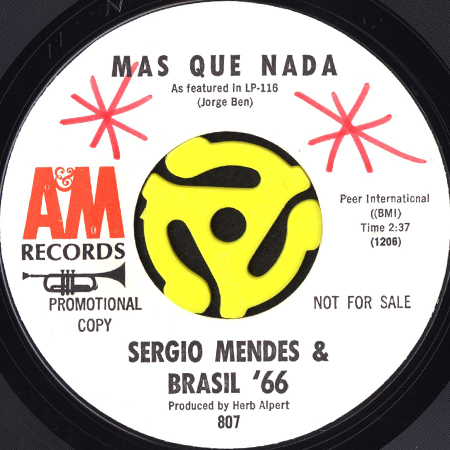 MAS QUE NADA
As featured in LP-116
(Jorge Ben)
A&M
RECORDS
Peer International
((BMI)
Time 2:37
(1206)
PROMOTIONAL
COPY
NOT FOR SALE
SERGIO MENDES &
BRASIL '66
Produced by Herb Alpert
807